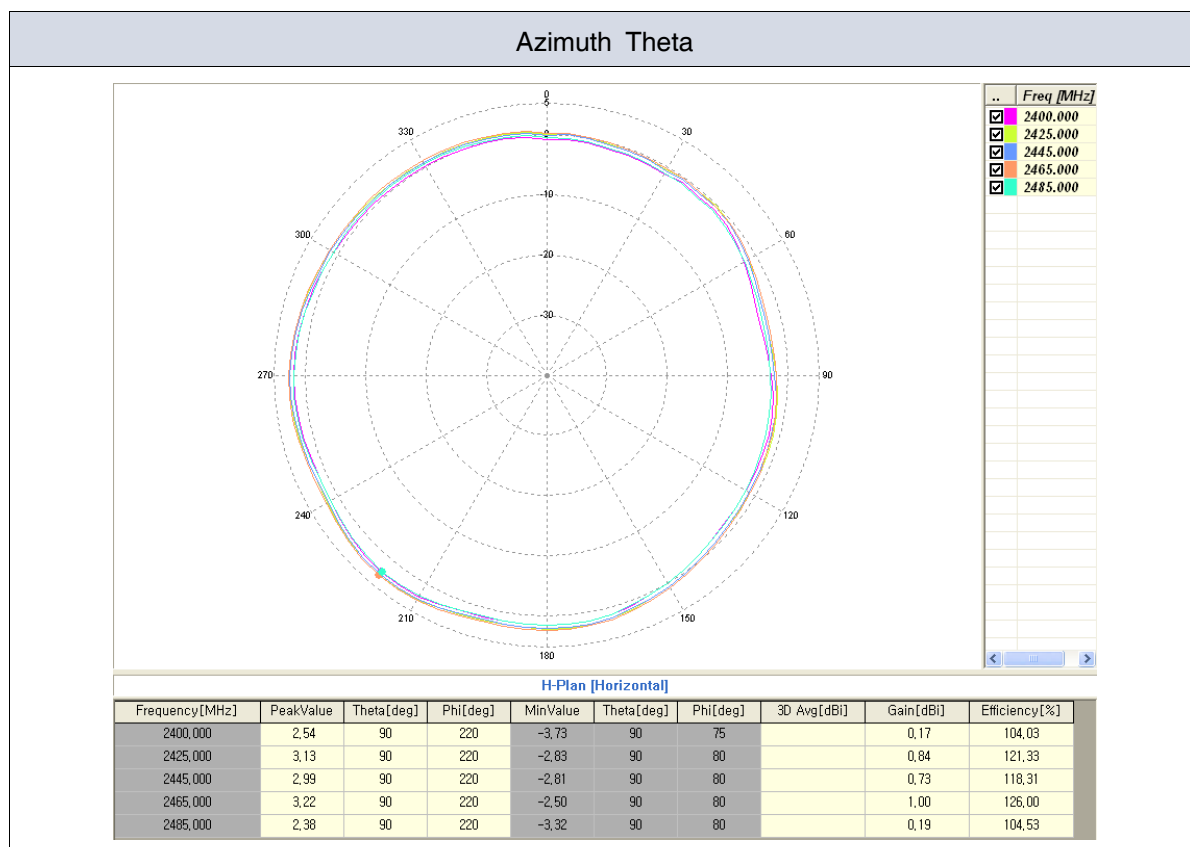 Azimuth Theta
0
5
0
-10
-20
-30
30
60
90
120
150
180
210
240
270
300
330
.. Freq [MHz]
2400.000
2425.000
2445.000
2465.000
2485.000
H-Plan [Horizontal]
Frequency[MHz] PeakValue Theta[deg] Phi[deg] MinValue Theta[deg] Phi[deg] 3D Avg[dBi] Gain[dBi] Efficiency[%]
2400,000 2,54 90 220 -3,73 90 75 0,17 104,03
2425,000 3,13 90 220 -2,83 90 80 0,84 121,33
2445,000 2,99 90 220 -2,81 90 80 0,73 118,31
2465,000 3,22 90 220 -2,50 90 80 1,00 126,00
2485,000 2,38 90 220 -3,32 90 80 0,19 104,53